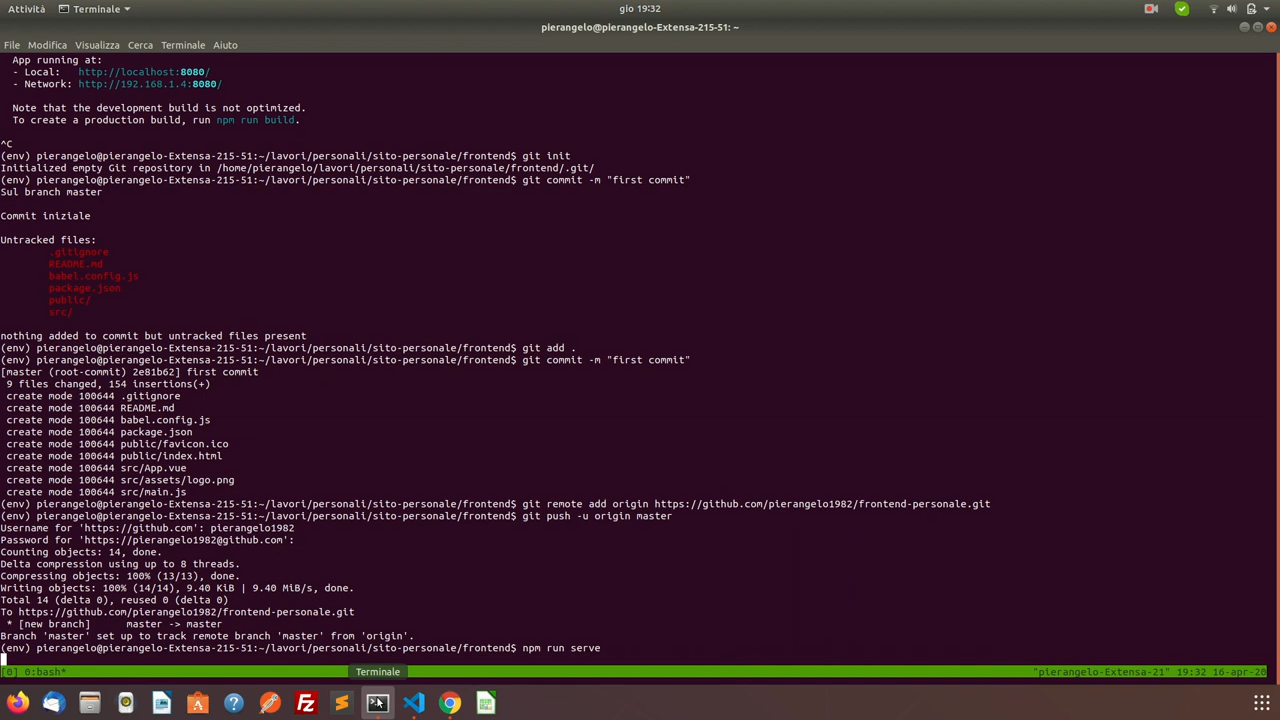 Attività
Terminale
gio 19:32
pierangelo@pierangelo-Extensa-215-51: ~
File Modifica Visualizza Cerca Terminale Aiuto
App running at:
- Local: http://localhost:8080/
- Network: http://192.168.1.4:8080/
Note that the development build is not optimized.
To create a production build, run npm run build.
^C
(env) pierangelo@pierangelo-Extensa-215-51:~/lavori/personali/sito-personale/frontend$ git init
Initialized empty Git repository in /home/pierangelo/lavori/personali/sito-personale/frontend/.git/
(env) pierangelo@pierangelo-Extensa-215-51:~/lavori/personali/sito-personale/frontend$ git commit -m "first commit"
Sul branch master
Commit iniziale
Untracked files:
.gitignore
README.md
babel.config.js
package.json
public/
src/
nothing added to commit but untracked files present
(env) pierangelo@pierangelo-Extensa-215-51:~/lavori/personali/sito-personale/frontend$ git add .
(env) pierangelo@pierangelo-Extensa-215-51:~/lavori/personali/sito-personale/frontend$ git commit -m "first commit"
[master (root-commit) 2e81b62] first commit
9 files changed, 154 insertions(+)
create mode 100644 .gitignore
create mode 100644 README.md
create mode 100644 babel.config.js
create mode 100644 package.json
create mode 100644 public/favicon.ico
create mode 100644 public/index.html
create mode 100644 src/App.vue
create mode 100644 src/assets/logo.png
create mode 100644 src/main.js
(env) pierangelo@pierangelo-Extensa-215-51:~/lavori/personali/sito-personale/frontend$ git remote add origin https://github.com/pierangelo1982/frontend-personale.git
(env) pierangelo@pierangelo-Extensa-215-51:~/lavori/personali/sito-personale/frontend$ git push -u origin master
Username for 'https://github.com': pierangelo1982
Password for 'https://pierangelo1982@github.com':
Counting objects: 14, done.
Delta compression using up to 8 threads.
Compressing objects: 100% (13/13), done.
Writing objects: 100% (14/14), 9.40 KiB | 9.40 MiB/s, done.
Total 14 (delta 0), reused 0 (delta 0)
To https://github.com/pierangelo1982/frontend-personale.git
* [new branch] master -> master
Branch 'master' set up to track remote branch 'master' from 'origin'.
(env) pierangelo@pierangelo-Extensa-215-51:~/lavori/personali/sito-personale/frontend$ npm run serve
[0] 0:bash*
Terminale
"pierangelo-Extensa-21" 19:32 16-apr-20